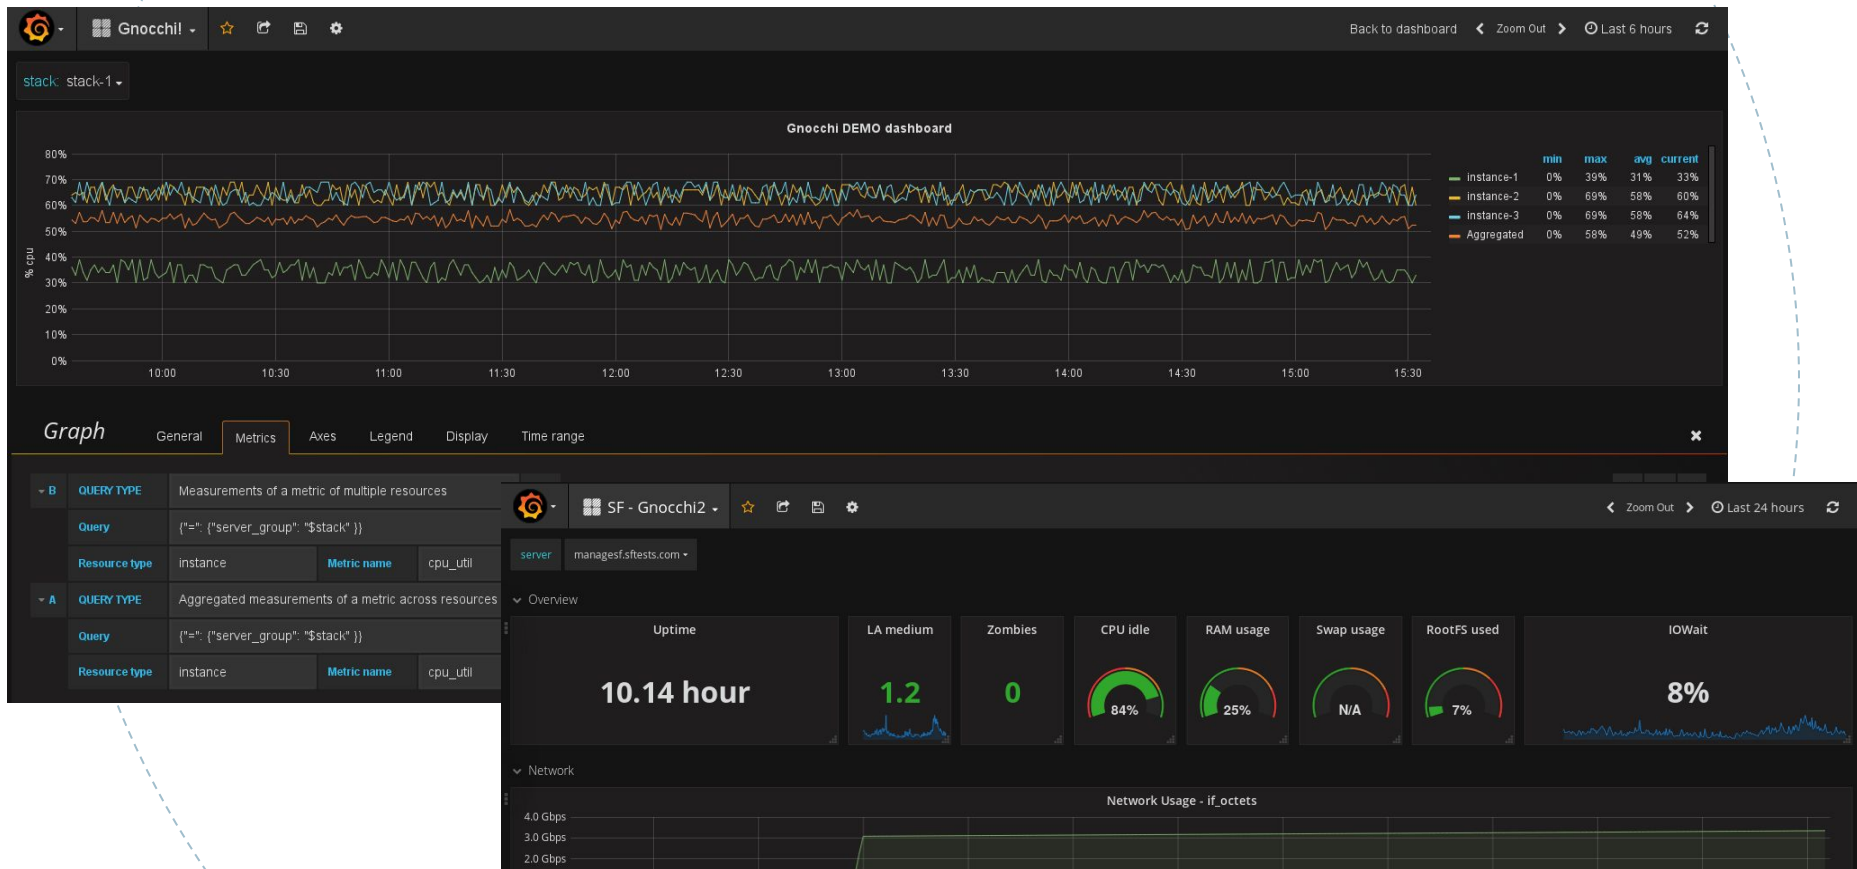 Gnocchi!
Back to dashboard Zoom Out Last 6 hours
stack: stack-1
Gnocchi DEMO dashboard
min max avg current
instance-1 0% 39% 31% 33%
instance-2 0% 69% 58% 60%
instance-3 0% 69% 58% 64%
Aggregated 0% 58% 49% 52%
% cpu
80%
70%
60%
50%
40%
30%
20%
10%
0%
10:00 10:30 11:00 11:30 12:00 12:30 13:00 13:30 14:00 14:30 15:00 15:30
Graph General Metrics Axes Legend Display Time range
B QUERY TYPE Measurements of a metric of multiple resources
Query {"=": {"server_group": "$stack" }}
Resource type instance Metric name cpu_util
A QUERY TYPE Aggregated measurements of a metric across resources
Query {"=": {"server_group": "$stack" }}
Resource type instance Metric name cpu_util
SF - Gnocchi2
Zoom Out Last 24 hours
server managesf.sftests.com
Overview
Uptime LA medium Zombies CPU idle RAM usage Swap usage RootFS used IOWait
10.14 hour 1.2 0 84% 25% N/A 7% 8%
Network
Network Usage - if_octets
4.0 Gbps
3.0 Gbps
2.0 Gbps